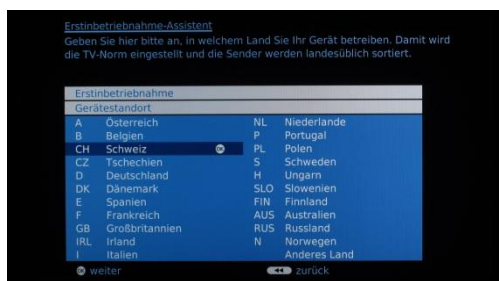 Erstinbetriebnahme-Assistent
Geben Sie hier bitte an, in welchem Land Sie Ihr Gerät betreiben. Damit wird
die TV-Norm eingestellt und die Sender werden landesüblich sortiert.
Erstinbetriebnahme
Gerätestandort
A Österreich NL Niederlande
B Belgien P Portugal
CH Schweiz OK PL Polen
CZ Tschechien S Schweden
D Deutschland H Ungarn
DK Dänemark SLO Slowenien
E Spanien FIN Finnland
F Frankreich AUS Australien
GB Großbritannien RUS Russland
IRL Irland N Norwegen
I Italien Anderes Land
OK weiter zurück